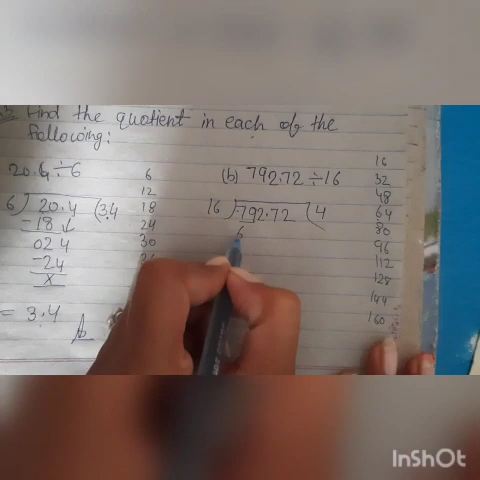 Find the quotient in each of the
following:
20.4 ÷ 6
6) 20.4 (3.4
- 18 ↓
024
- 24
x
= 3.4
6
12
18
24
30
(b) 792.72 ÷ 16
16) 792.72 (4
6
16
32
48
64
80
96
112
128
144
160
InShOt